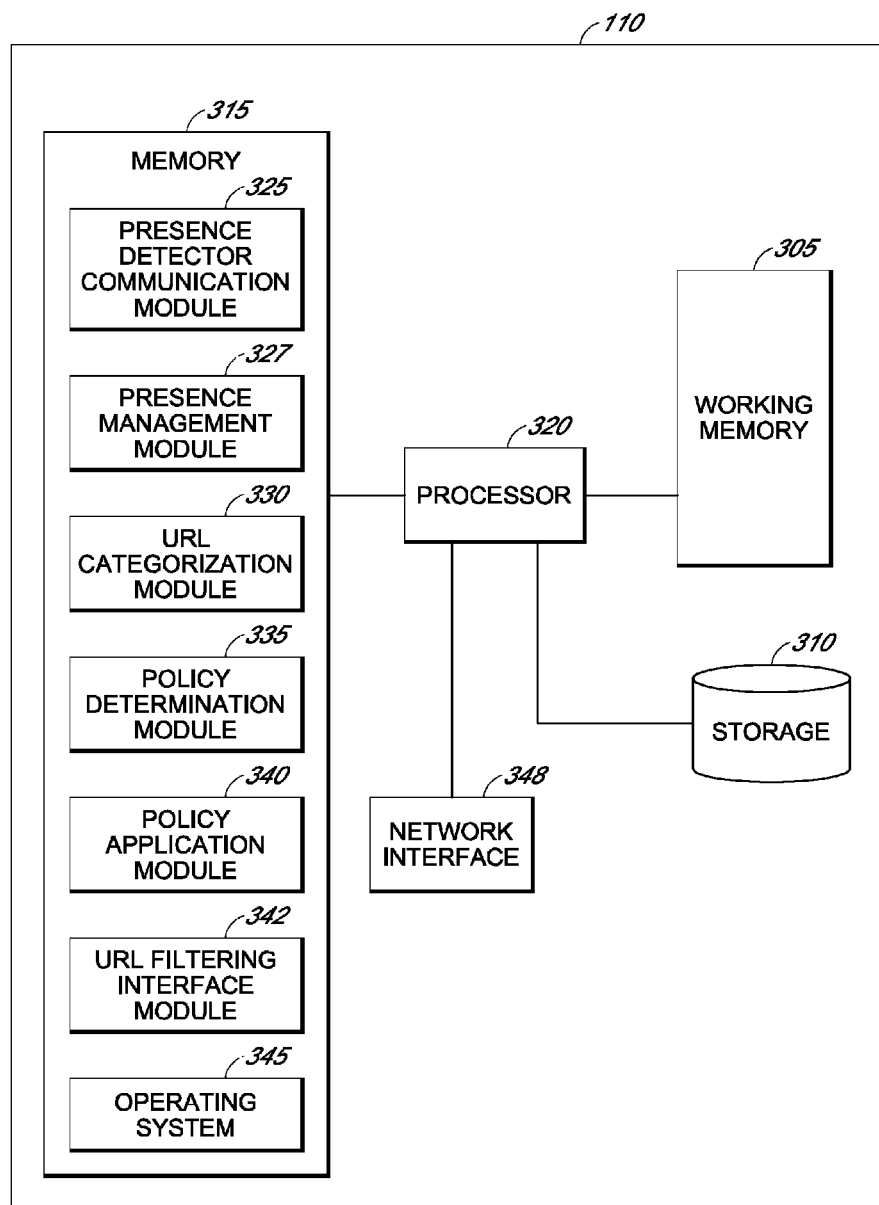 110
315
MEMORY
325
PRESENCE
DETECTOR
COMMUNICATION
MODULE
327
PRESENCE
MANAGEMENT
MODULE
330
URL
CATEGORIZATION
MODULE
335
POLICY
DETERMINATION
MODULE
340
POLICY
APPLICATION
MODULE
342
URL FILTERING
INTERFACE
MODULE
345
OPERATING
SYSTEM
320
PROCESSOR
348
NETWORK
INTERFACE
305
WORKING
MEMORY
310
STORAGE